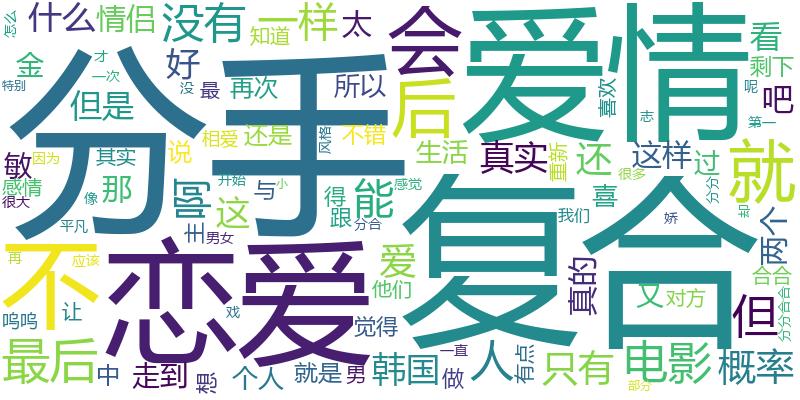 怎么
什么
情侣
没有
一样
太
会
爱情
看
知道
金
好
才
一次
特别
没
最
再次
所以
喜欢
剩下
呢
吧
分手
后
但是
志
第一
相爱
还是
不错
风格
敏
因为
说
生活
真实
重新
还
这样
过
就
感情
其实
很大
像
那
啊
与
开始
小
得
能
感觉
喜
很多
分分
平凡
主
这
跟
分合
复合
我们
娇
却
两个
不
再
应该
恋爱
男女
爱
他们
真的
又
对方
但
合合
分分合合
呜呜
让
戏
觉得
最后
中
走到
想
个人
就是
男
韩国
一直
做
人
有点
只有
电影
部分
概率